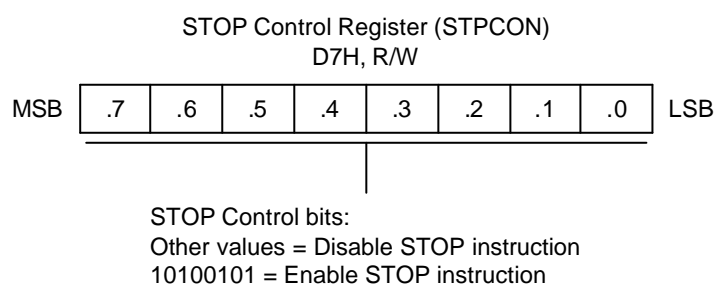 STOP Control Register (STPCON)
D7H, R/W
MSB .7 .6 .5 .4 .3 .2 .1 .0 LSB
STOP Control bits:
Other values = Disable STOP instruction
10100101 = Enable STOP instruction